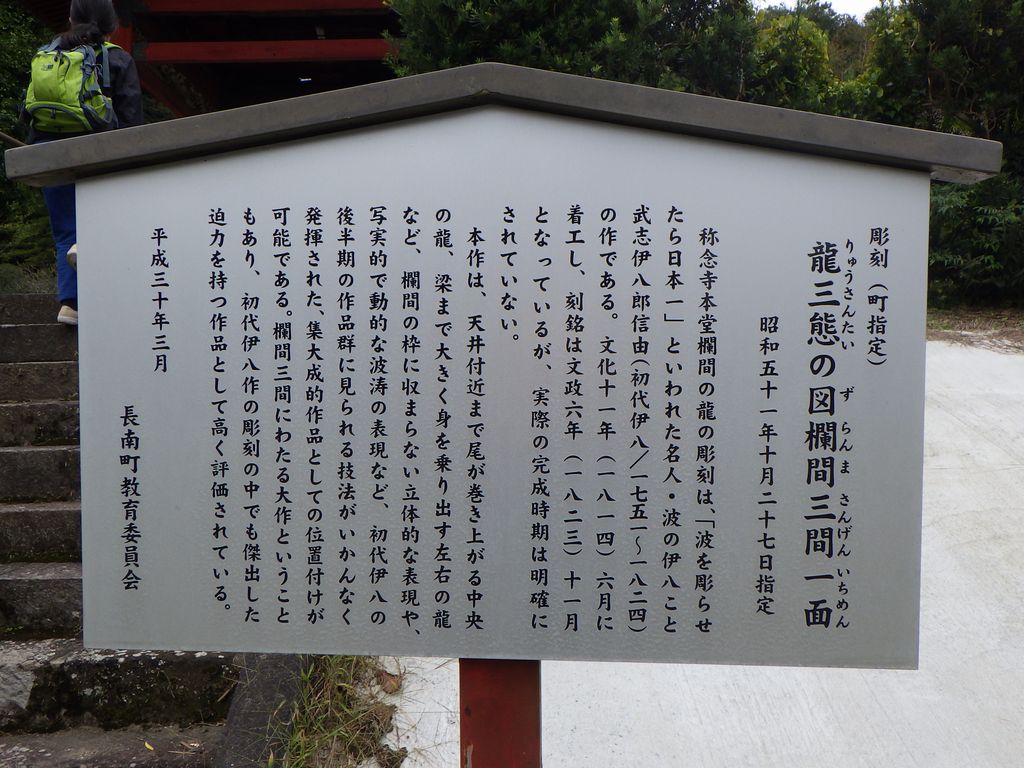 彫刻（町指定）
りゅうさんたい ず らんま さんげん いちめん
龍三態の図欄間三間一面
昭和五十一年十月二十七日指定
称念寺本堂欄間の龍の彫刻は、「波を彫らせ
たら日本一」といわれた名人・波の伊八こと
武志伊八郎信由（初代伊八／一七五一～一八二四）
の作である。文化十一年（一八一四）六月に
着工し、刻銘は文政六年（一八二三）十一月
となっているが、実際の完成時期は明確に
されていない。
本作は、天井付近まで尾が巻き上がる中央
の龍、梁まで大きく身を乗り出す左右の龍
など、欄間の枠に収まらない立体的な表現や、
写実的で動的な波涛の表現など、初代伊八の
後半期の作品群に見られる技法がいかんなく
発揮された、集大成的作品としての位置付けが
可能である。欄間三間にわたる大作ということ
もあり、初代伊八作の彫刻の中でも傑出した
迫力を持つ作品として高く評価されている。
平成三十年三月
長南町教育委員会